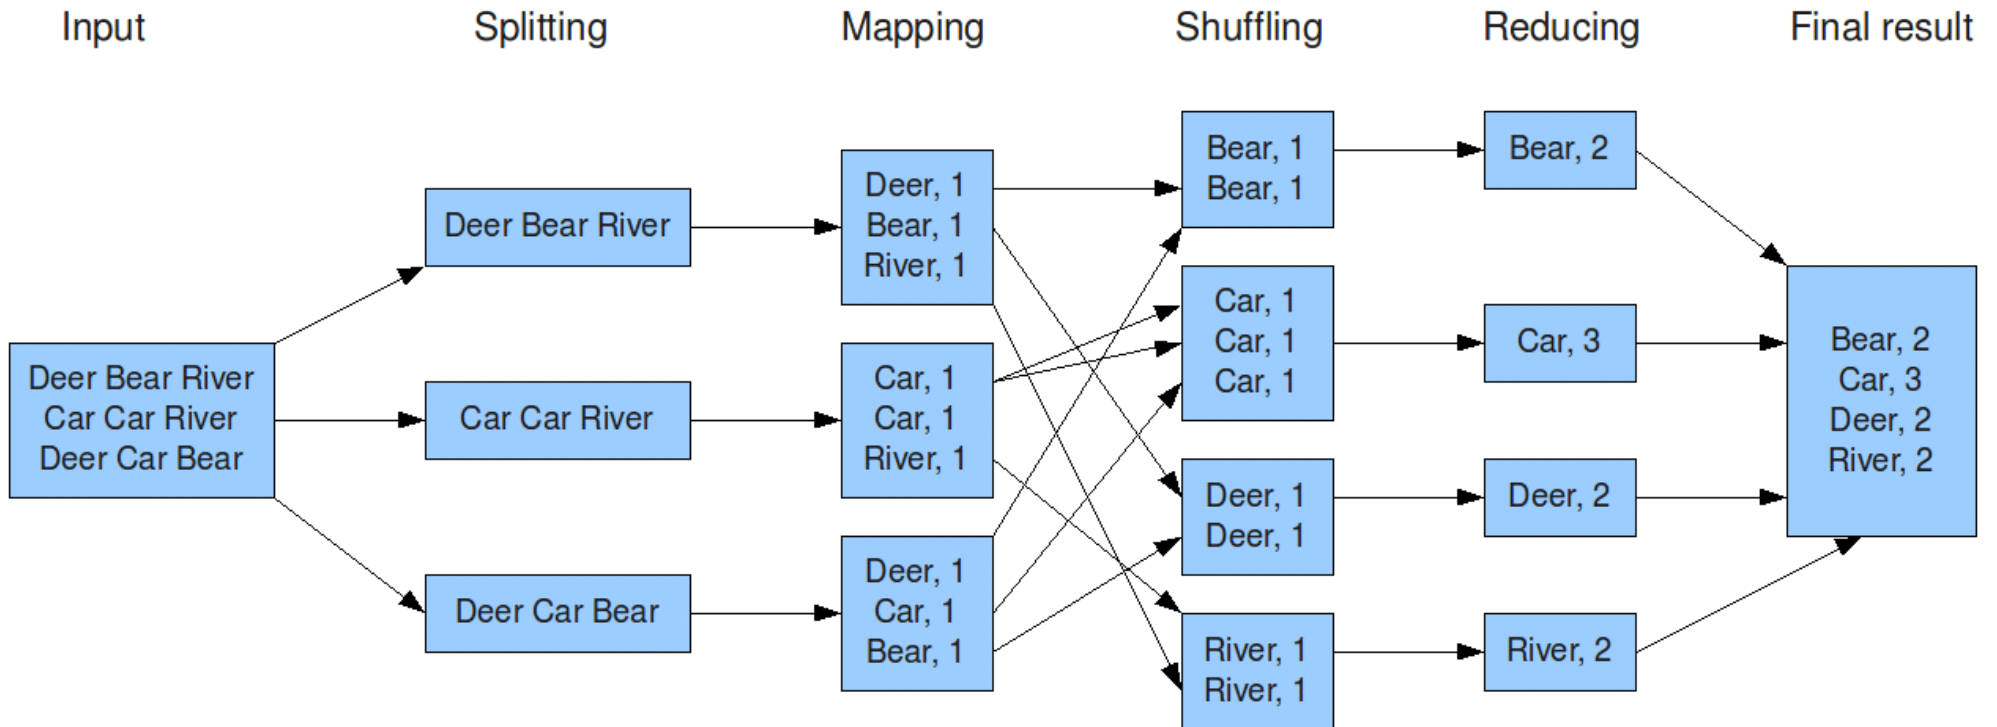 Input
Splitting
Mapping
Shuffling
Reducing
Final result
Deer Bear River
Car Car River
Deer Car Bear
Deer Bear River
Car Car River
Deer Car Bear
Deer, 1
Bear, 1
River, 1
Car, 1
Car, 1
River, 1
Deer, 1
Car, 1
Bear, 1
Bear, 1
Bear, 1
Car, 1
Car, 1
Car, 1
Deer, 1
Deer, 1
River, 1
River, 1
Bear, 2
Car, 3
Deer, 2
River, 2
Bear, 2
Car, 3
Deer, 2
River, 2